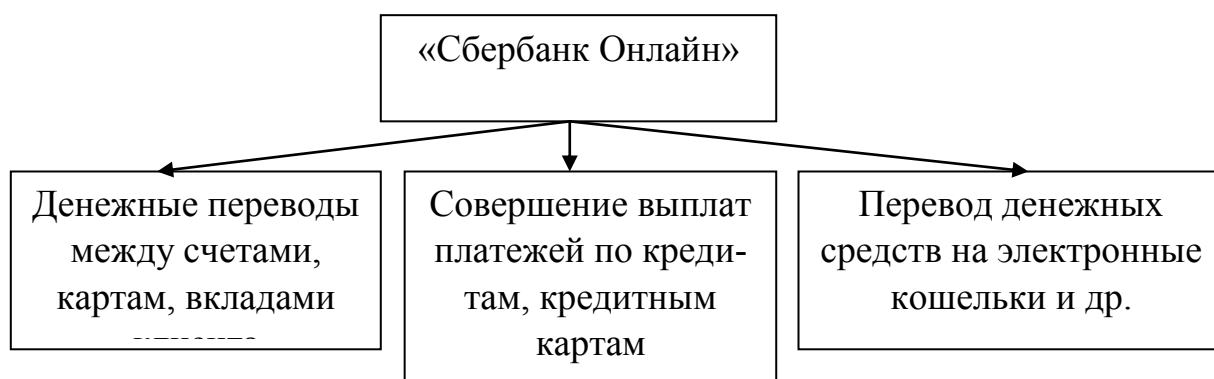 «Сбербанк Онлайн»
Денежные переводы
между счетами,
картам, вкладами
Совершение выплат
платежей по креди-
там, кредитным
картам
Перевод денежных
средств на электронные
кошельки и др.